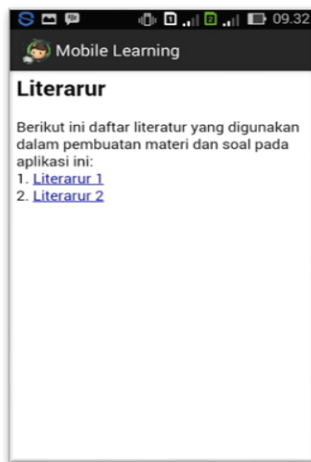 09.32
Mobile Learning
Literarur
Berikut ini daftar literatur yang digunakan
dalam pembuatan materi dan soal pada
aplikasi ini:
1. Literarur 1
2. Literarur 2